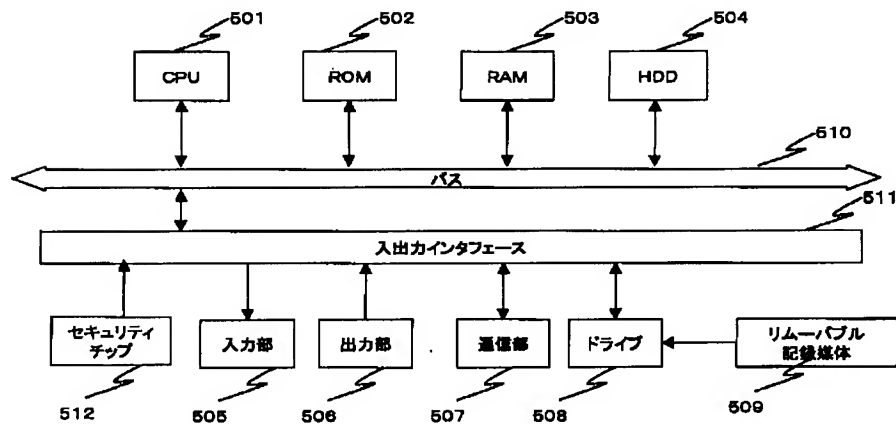 501
502
503
504
CPU
ROM
RAM
HDD
510
バス
511
入出力インタフェース
セキュリティ
チップ
入力部
出力部
通信部
ドライブ
リムーバブル
記録媒体
512
505
506
507
508
509